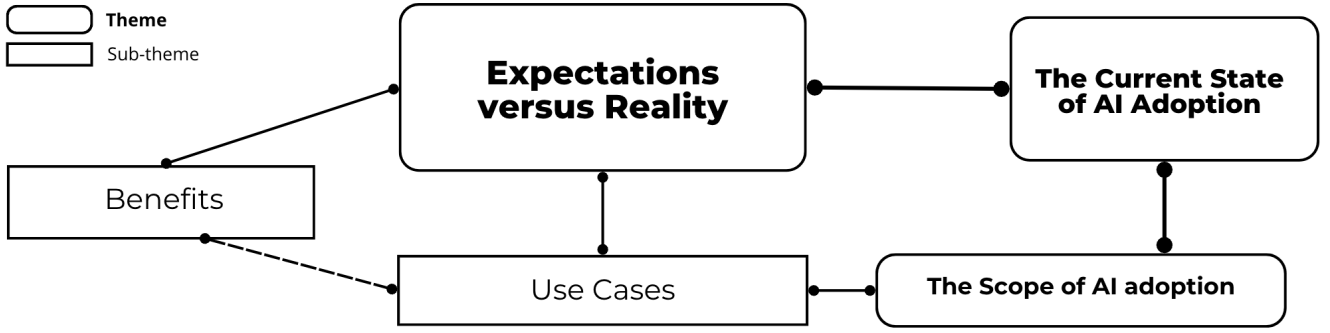 Theme
Sub-theme
Expectations
versus Reality
The Current State
of AI Adoption
Benefits
Use Cases
The Scope of AI adoption